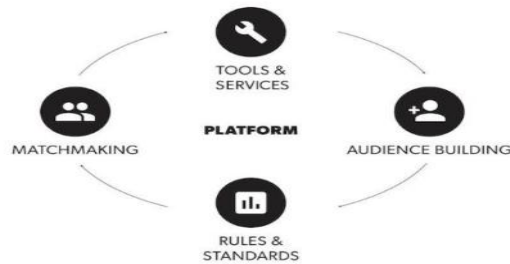 TOOLS &
SERVICES
MATCHMAKING
PLATFORM
AUDIENCE BUILDING
RULES &
STANDARDS